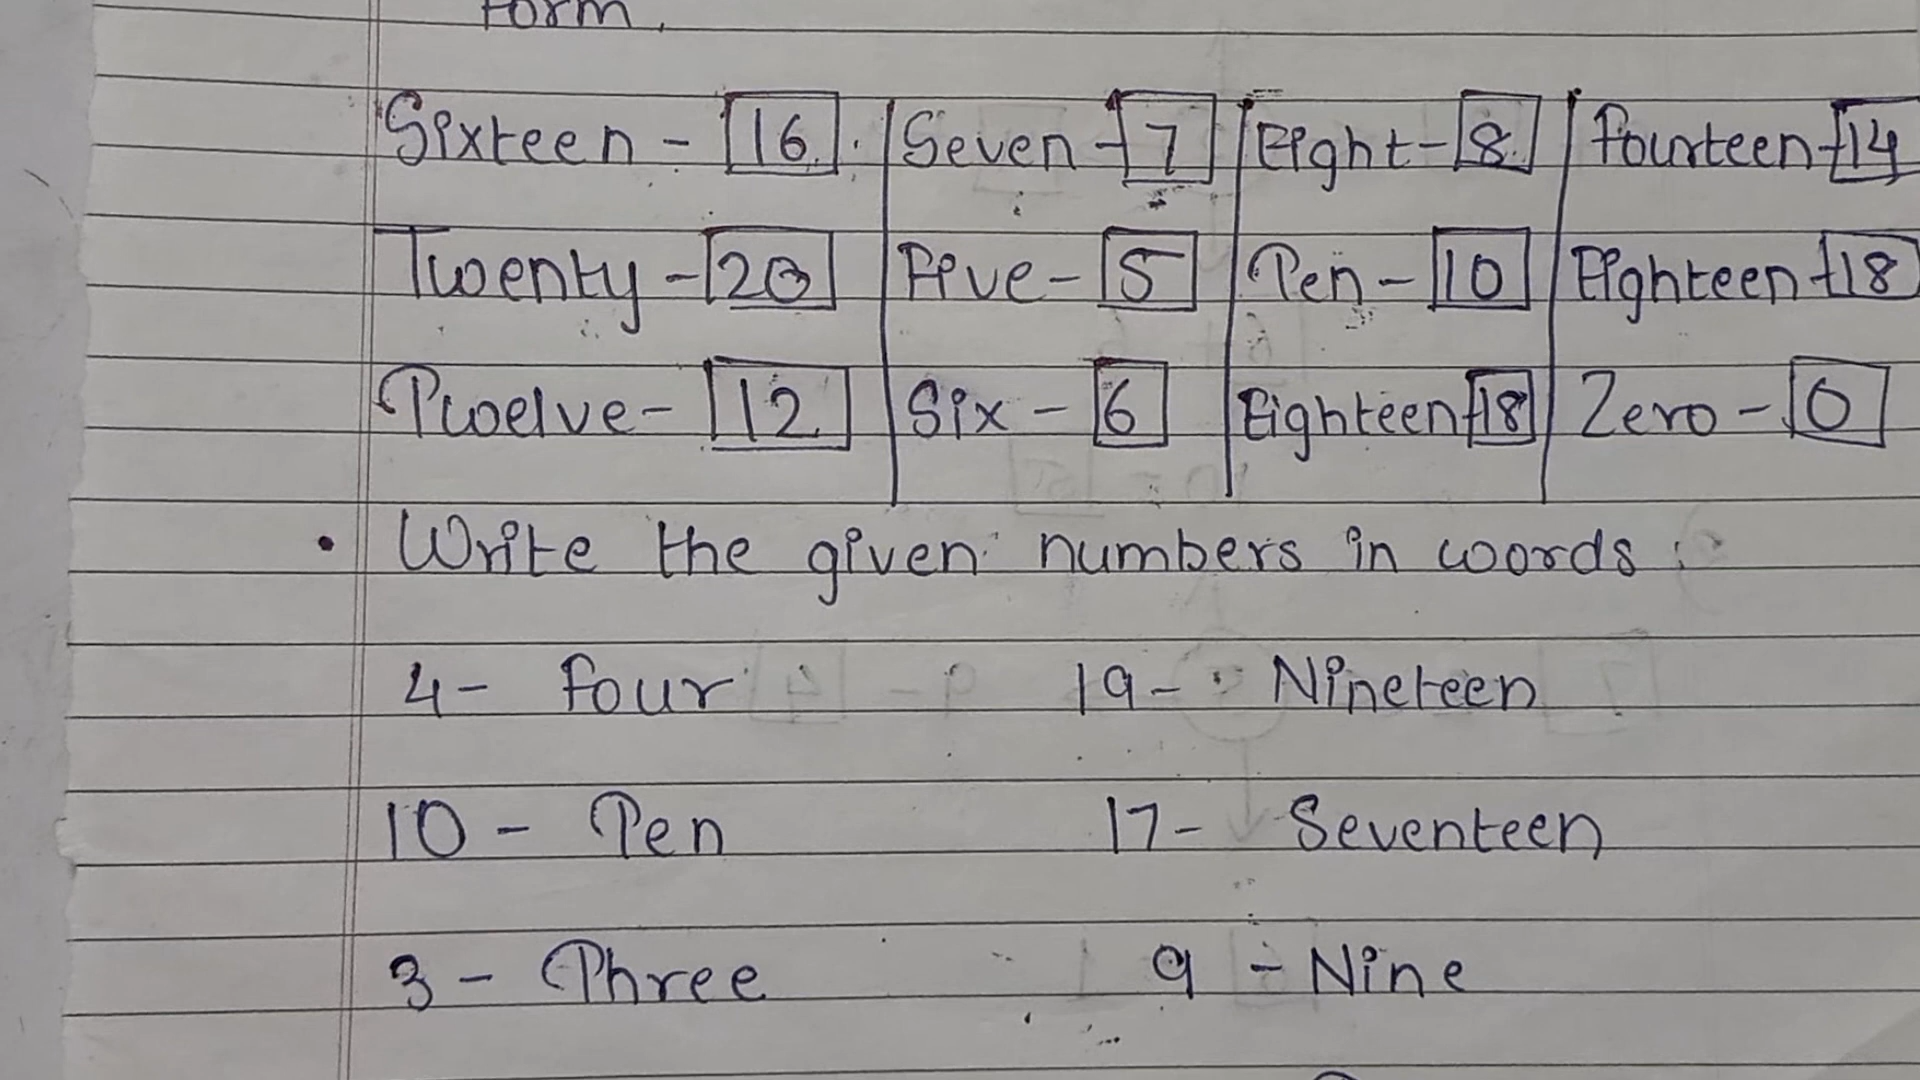 Form.
Sixteen - 16 . Seven - 7 Eight - 8 Fourteen - 14
Twenty - 20 Five - 5 Ten - 10 Eighteen - 18
Twelve - 12 Six - 6 Eighteen - 18 Zero - 0
• Write the given numbers in words :
4 - Four 19 - Nineteen
10 - Ten 17 - Seventeen
3 - Three 9 - Nine